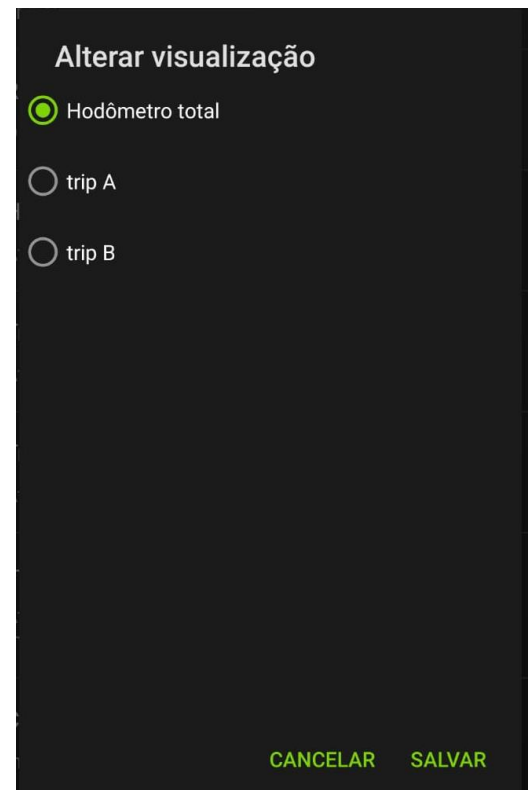 Alterar visualização
Hodômetro total
trip A
trip B
CANCELAR SALVAR